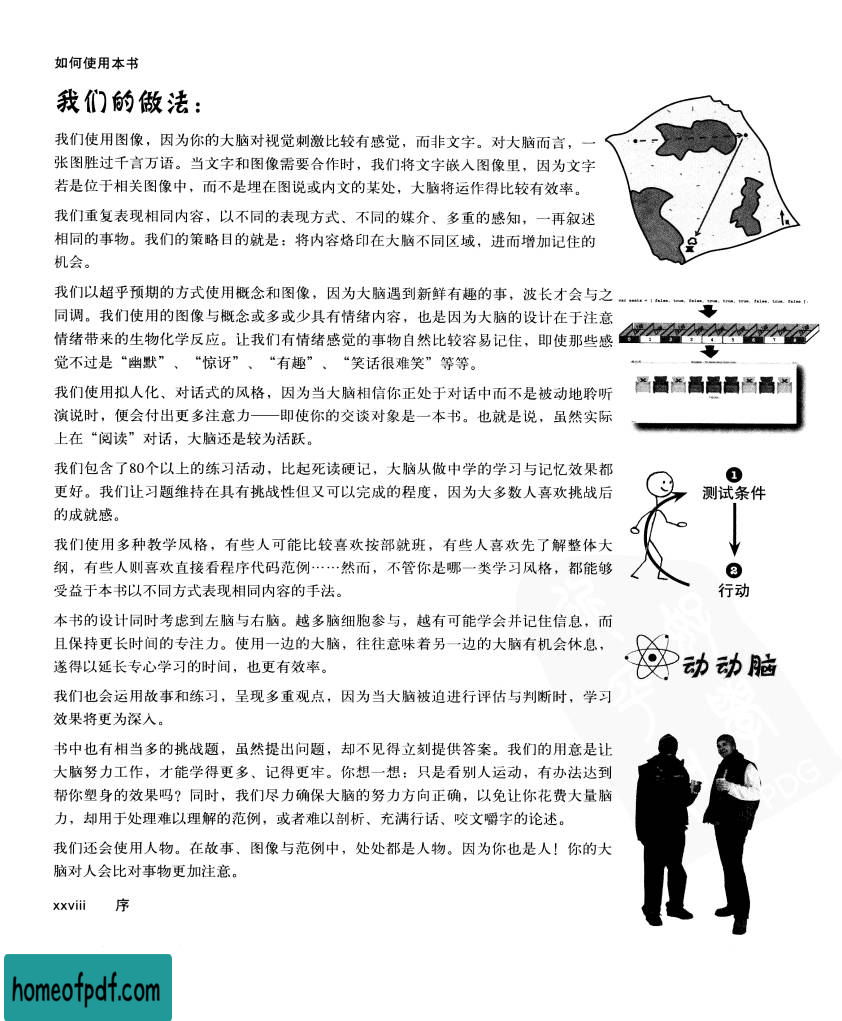 如何使用本书
我们的做法：
我们使用图像，因为你的大脑对视觉刺激比较有感觉，而非文字。对大脑而言，一
张图胜过千言万语。当文字和图像需要合作时，我们将文字嵌入图像里，因为文字
若是位于相关图像中，而不是埋在图说或内文的某处，大脑将运作得比较有效率。
我们重复表现相同内容，以不同的表现方式、不同的媒介、多重的感知，一再叙述
相同的事物。我们的策略目的就是：将内容烙印在大脑不同区域，进而增加记住的
机会。
我们以超乎预期的方式使用概念和图像，因为大脑遇到新鲜有趣的事，波长才会与之
同调。我们使用的图像与概念或多或少具有情绪内容，也是因为大脑的设计在于注意
情绪带来的生物化学反应。让我们有情绪感觉的事物自然比较容易记住，即使那些感
觉不过是“幽默”、“惊讶”、“有趣”、“笑话很难笑”等等。
我们使用拟人化、对话式的风格，因为当大脑相信你正处于对话中而不是被动地聆听
演说时，便会付出更多注意力——即使你的交谈对象是一本书。也就是说，虽然实际
上在“阅读”对话，大脑还是较为活跃。
我们包含了80个以上的练习活动，比起死读硬记，大脑从做中学的学习与记忆效果都
更好。我们让习题维持在具有挑战性但又可以完成的程度，因为大多数人喜欢挑战后
的成就感。
我们使用多种教学风格，有些人可能比较喜欢按部就班，有些人喜欢先了解整体大
纲，有些人则喜欢直接看程序代码范例……然而，不管你是哪一类学习风格，都能够
受益于本书以不同方式表现相同内容的手法。
本书的设计同时考虑到左脑与右脑。越多脑细胞参与，越有可能学会并记住信息，而
且保持更长时间的专注力。使用一边的大脑，往往意味着另一边的大脑有机会休息，
遂得以延长专心学习的时间，也更有效率。
我们也会运用故事和练习，呈现多重观点，因为当大脑被迫进行评估与判断时，学习
效果将更为深入。
书中也有相当多的挑战题，虽然提出问题，却不见得立刻提供答案。我们的用意是让
大脑努力工作，才能学得更多、记得更牢。你想一想：只是看别人运动，有办法达到
帮你塑身的效果吗？同时，我们尽力确保大脑的努力方向正确，以免让你花费大量脑
力，却用于处理难以理解的范例，或者难以剖析、充满行话、咬文嚼字的论述。
我们还会使用人物。在故事、图像与范例中，处处都是人物。因为你也是人！你的大
脑对人会比对事物更加注意。
xxviii 序
var seats = [ false, true, false, true, true, true, false, true, false ];
0 1 2 3 4 5 6 7 8
1
测试条件
2
行动
动动脑
PDG
homeofpdf.com